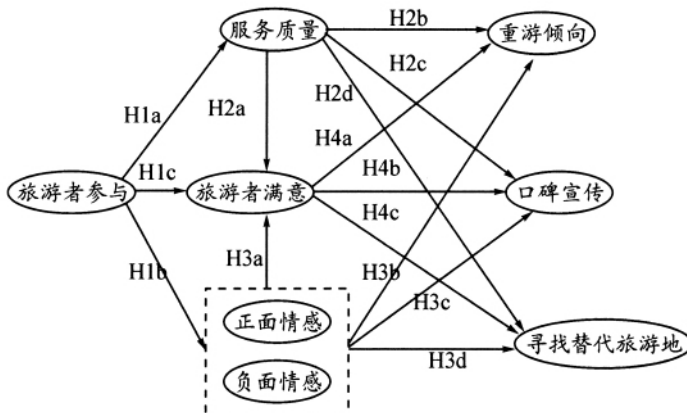 服务质量
H2b
重游倾向
H2c
H2d
H1a
H2a
H4a
旅游者参与
H1c
旅游者满意
H4b
口碑宣传
H4c
H1b
H3a
H3b
H3c
正面情感
寻找替代旅游地
H3d
负面情感